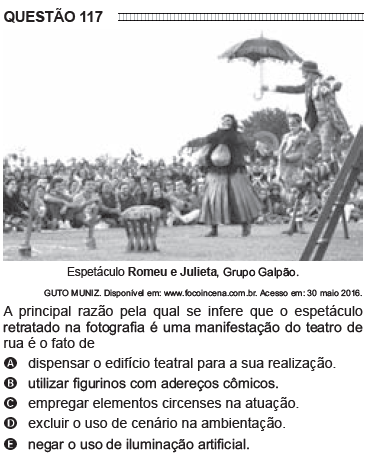 QUESTÃO 117
Espetáculo Romeu e Julieta, Grupo Galpão.
GUTO MUNIZ. Disponível em: www.focoincena.com.br. Acesso em: 30 maio 2016.
A principal razão pela qual se infere que o espetáculo
retratado na fotografia é uma manifestação do teatro de
rua é o fato de
A dispensar o edifício teatral para a sua realização.
B utilizar figurinos com adereços cômicos.
C empregar elementos circenses na atuação.
D excluir o uso de cenário na ambientação.
E negar o uso de iluminação artificial.